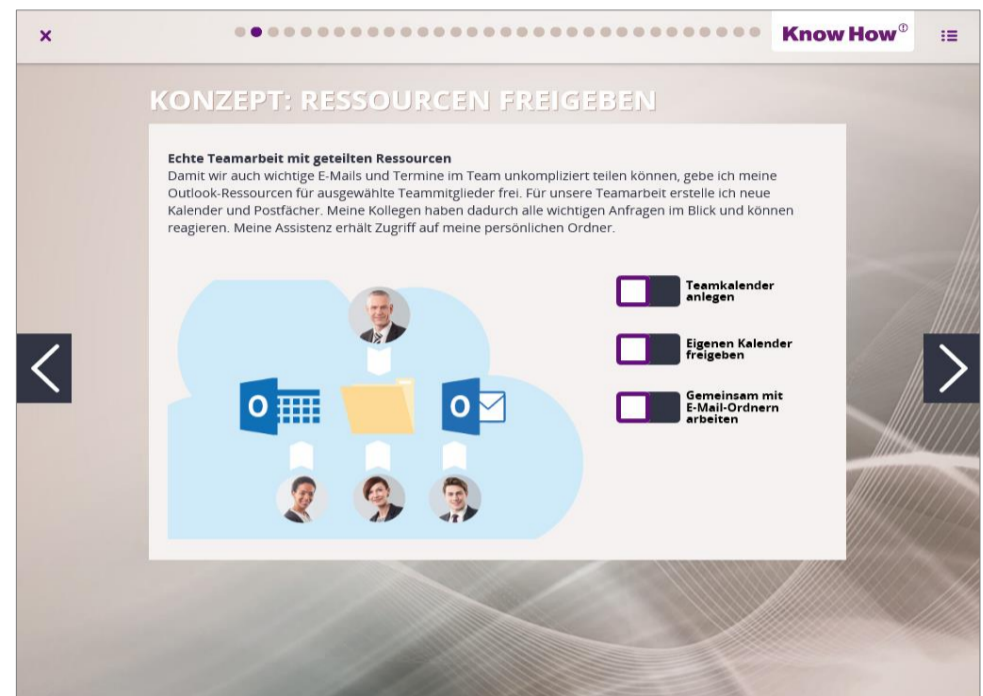 Know How
KONZEPT: RESSOURCEN FREIGEBEN
Echte Teamarbeit mit geteilten Ressourcen
Damit wir auch wichtige E-Mails und Termine im Team unkompliziert teilen können, gebe ich meine
Outlook-Ressourcen für ausgewählte Teammitglieder frei. Für unsere Teamarbeit erstelle ich neue
Kalender und Postfächer. Meine Kollegen haben dadurch alle wichtigen Anfragen im Blick und können
reagieren. Meine Assistenz erhält Zugriff auf meine persönlichen Ordner.
Teamkalender
anlegen
Eigenen Kalender
freigeben
Gemeinsam mit
E-Mail-Ordnern
arbeiten